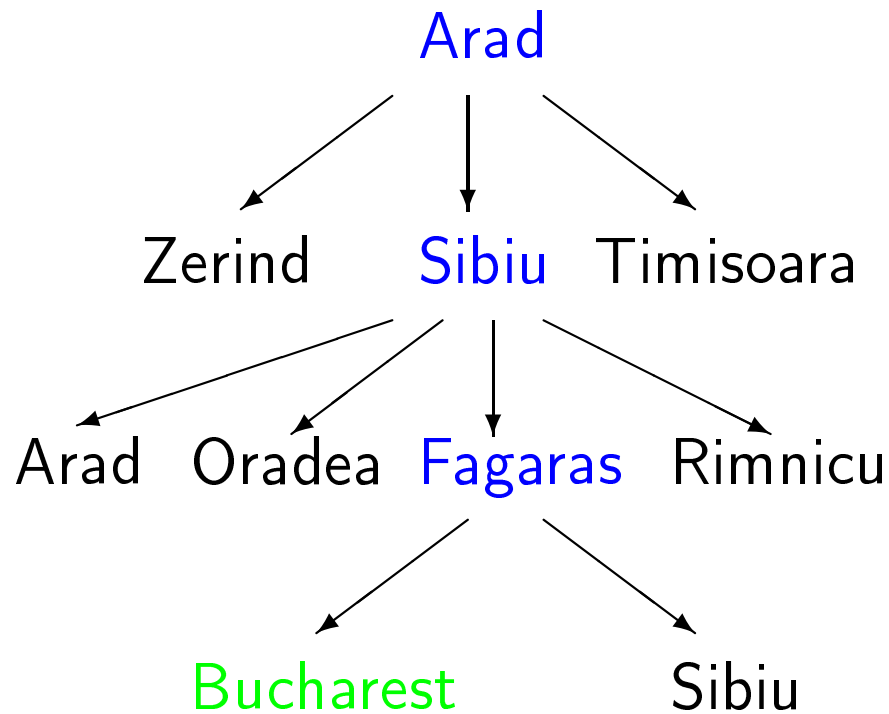 Arad
Zerind Sibiu Timisoara
Arad Oradea Fagaras Rimnicu
Bucharest Sibiu